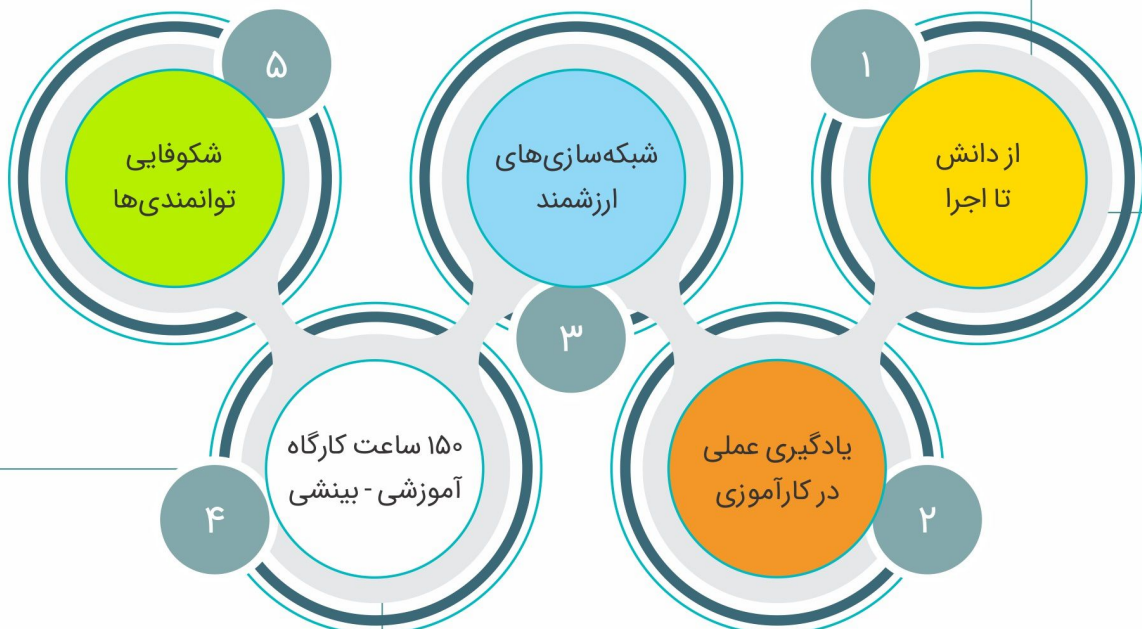 ۱
از دانش
تا اجرا
۲
یادگیری عملی
در کارآموزی
۳
شبکه‌سازی‌های
ارزشمند
۴
۱۵۰ ساعت کارگاه
آموزشی - بینشی
۵
شکوفایی
توانمندی‌ها